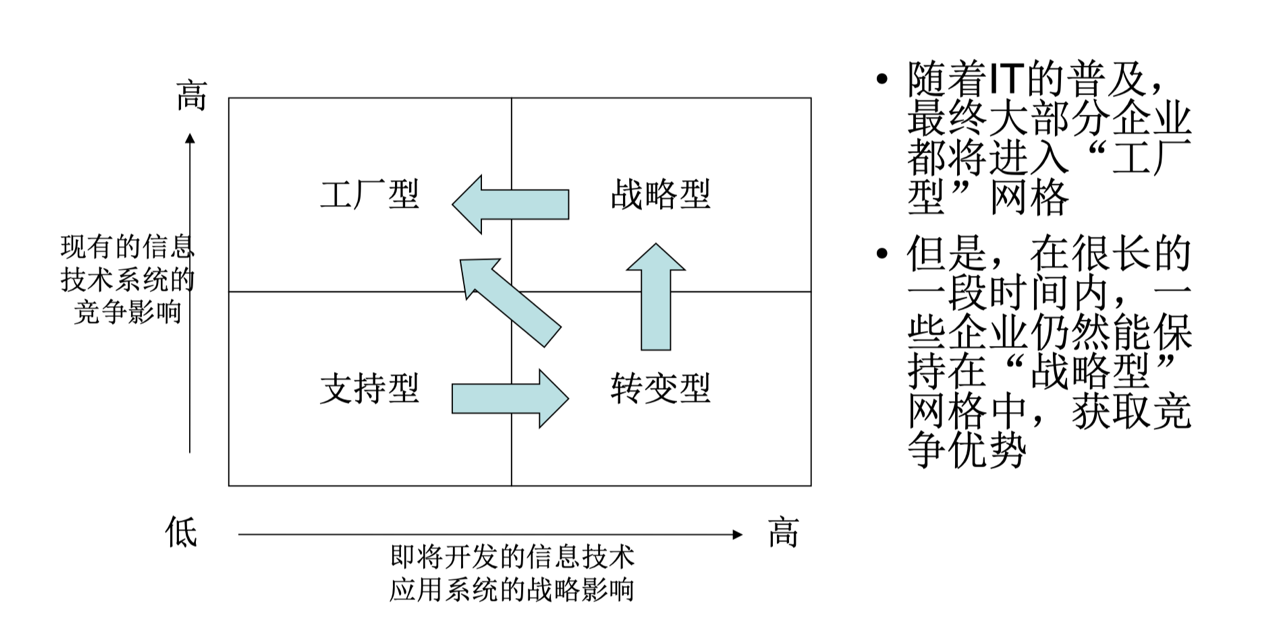 高
工厂型
战略型
现有的信息
技术系统的
竞争影响
支持型
转变型
低
高
即将开发的信息技术
应用系统的战略影响
• 随着IT的普及，
最终大部分企业
都将进入“工厂
型”网格
• 但是，在很长的
一段时间内，一
些企业仍然能保
持在“战略型”
网格中，获取竞
争优势